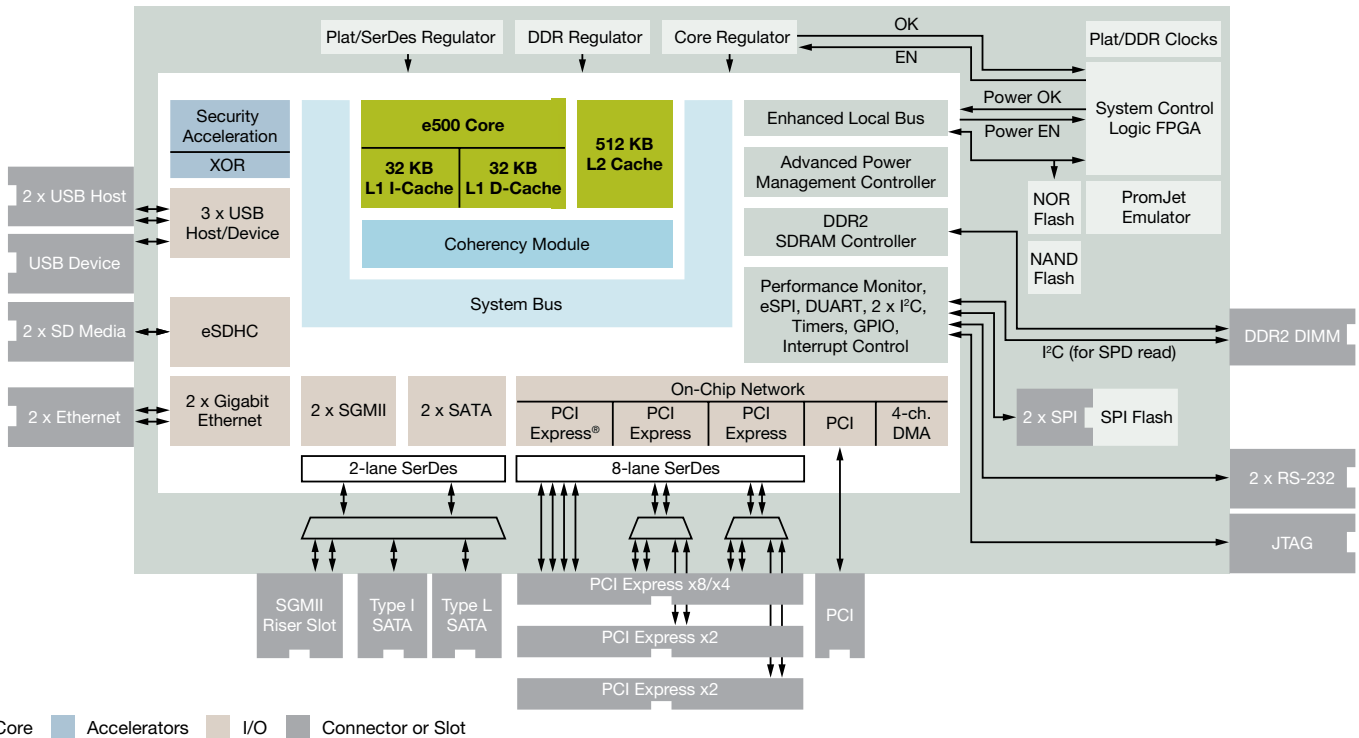 Plat/SerDes Regulator
DDR Regulator
Core Regulator
OK
EN
Plat/DDR Clocks
System Control
Logic FPGA
Power OK
Power EN
Security
Acceleration
XOR
e500 Core
32 KB
L1 I-Cache
32 KB
L1 D-Cache
512 KB
L2 Cache
Enhanced Local Bus
Advanced Power
Management Controller
NOR
Flash
PromJet
Emulator
2 x USB Host
3 x USB
Host/Device
Coherency Module
DDR2
SDRAM Controller
NAND
Flash
USB Device
System Bus
Performance Monitor,
eSPI, DUART, 2 x I²C,
Timers, GPIO,
Interrupt Control
2 x SD Media
eSDHC
DDR2 DIMM
I²C (for SPD read)
2 x Ethernet
2 x Gigabit
Ethernet
2 x SGMII
2 x SATA
On-Chip Network
PCI
Express®
PCI
Express
PCI
Express
PCI
4-ch.
DMA
2 x SPI
SPI Flash
2-lane SerDes
8-lane SerDes
2 x RS-232
JTAG
SGMII
Riser Slot
Type I
SATA
Type L
SATA
PCI Express x8/x4
PCI
PCI Express x2
PCI Express x2
Core
Accelerators
I/O
Connector or Slot